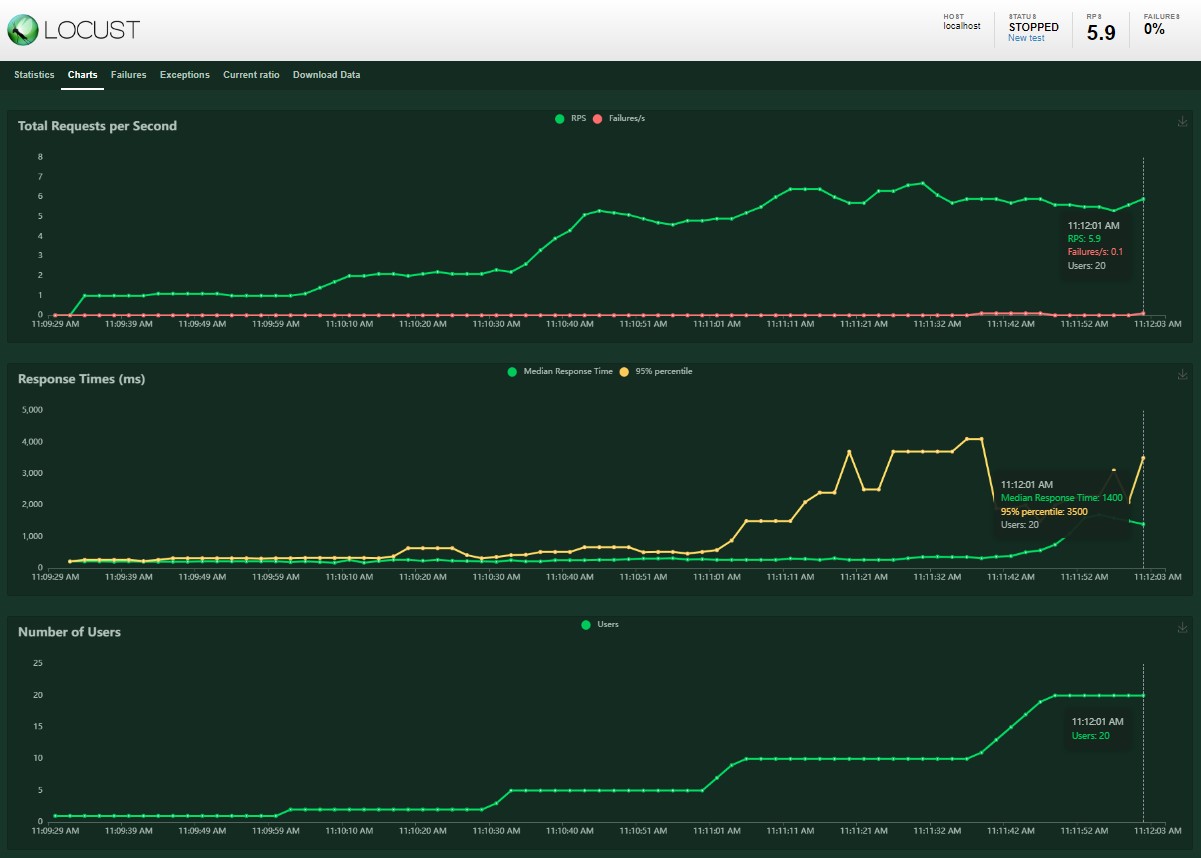 LOCUST
HOST
localhost
STATUS
STOPPED
New test
RPS
5.9
FAILURES
0%
Statistics Charts Failures Exceptions Current ratio Download Data
Total Requests per Second
RPS Failures/s
8
7
6
5
4
3
2
1
0
11:12:01 AM
RPS: 5.9
Failures/s: 0.1
Users: 20
11:09:29 AM 11:09:39 AM 11:09:49 AM 11:09:59 AM 11:10:10 AM 11:10:20 AM 11:10:30 AM 11:10:40 AM 11:10:51 AM 11:11:01 AM 11:11:11 AM 11:11:21 AM 11:11:32 AM 11:11:42 AM 11:11:52 AM 11:12:03 AM
Response Times (ms)
Median Response Time 95% percentile
5,000
4,000
3,000
2,000
1,000
0
11:12:01 AM
Median Response Time: 1400
95% percentile: 3500
Users: 20
11:09:29 AM 11:09:39 AM 11:09:49 AM 11:09:59 AM 11:10:10 AM 11:10:20 AM 11:10:30 AM 11:10:40 AM 11:10:51 AM 11:11:01 AM 11:11:11 AM 11:11:21 AM 11:11:32 AM 11:11:42 AM 11:11:52 AM 11:12:03 AM
Number of Users
Users
25
20
15
10
5
0
11:12:01 AM
Users: 20
11:09:29 AM 11:09:39 AM 11:09:49 AM 11:09:59 AM 11:10:10 AM 11:10:20 AM 11:10:30 AM 11:10:40 AM 11:10:51 AM 11:11:01 AM 11:11:11 AM 11:11:21 AM 11:11:32 AM 11:11:42 AM 11:11:52 AM 11:12:03 AM